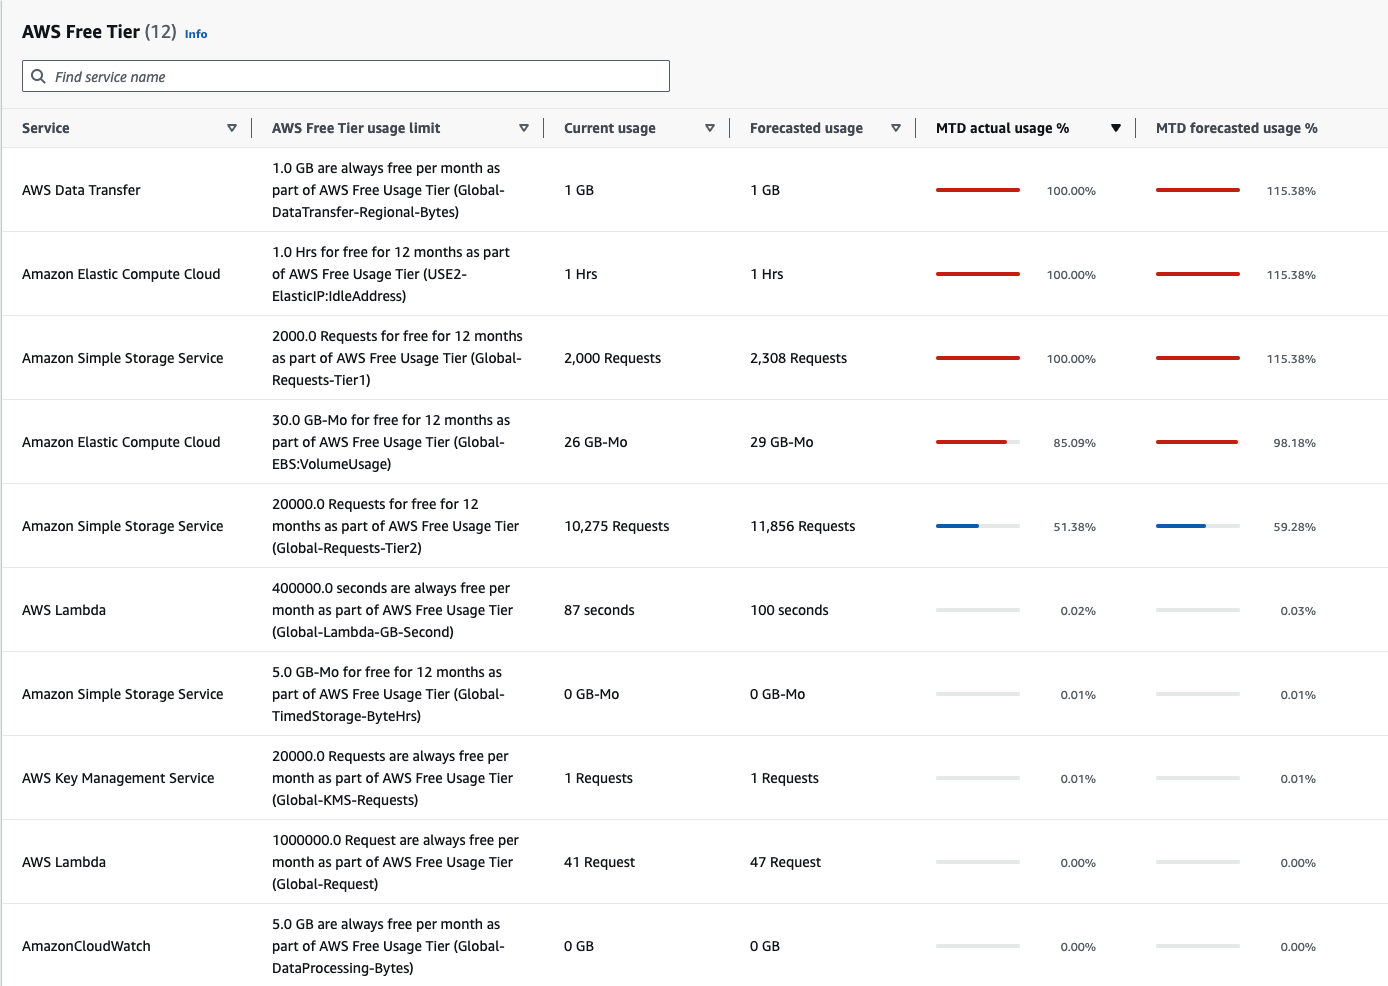 AWS Free Tier (12) Info
Find service name
Service AWS Free Tier usage limit Current usage Forecasted usage MTD actual usage % MTD forecasted usage %
1.0 GB are always free per month as
AWS Data Transfer part of AWS Free Usage Tier (Global- 1 GB 1 GB 100.00% 115.38%
DataTransfer-Regional-Bytes)
1.0 Hrs for free for 12 months as part
Amazon Elastic Compute Cloud of AWS Free Usage Tier (USE2- 1 Hrs 1 Hrs 100.00% 115.38%
ElasticIP:IdleAddress)
2000.0 Requests for free for 12 months
Amazon Simple Storage Service as part of AWS Free Usage Tier (Global- 2,000 Requests 2,308 Requests 100.00% 115.38%
Requests-Tier1)
30.0 GB-Mo for free for 12 months as
Amazon Elastic Compute Cloud part of AWS Free Usage Tier (Global- 26 GB-Mo 29 GB-Mo 85.09% 98.18%
EBS:VolumeUsage)
20000.0 Requests for free for 12
Amazon Simple Storage Service months as part of AWS Free Usage Tier 10,275 Requests 11,856 Requests 51.38% 59.28%
(Global-Requests-Tier2)
400000.0 seconds are always free per
AWS Lambda month as part of AWS Free Usage Tier 87 seconds 100 seconds 0.02% 0.03%
(Global-Lambda-GB-Second)
5.0 GB-Mo for free for 12 months as
Amazon Simple Storage Service part of AWS Free Usage Tier (Global- 0 GB-Mo 0 GB-Mo 0.01% 0.01%
TimedStorage-ByteHrs)
20000.0 Requests are always free per
AWS Key Management Service month as part of AWS Free Usage Tier 1 Requests 1 Requests 0.01% 0.01%
(Global-KMS-Requests)
1000000.0 Request are always free per
AWS Lambda month as part of AWS Free Usage Tier 41 Request 47 Request 0.00% 0.00%
(Global-Request)
5.0 GB are always free per month as
AmazonCloudWatch part of AWS Free Usage Tier (Global- 0 GB 0 GB 0.00% 0.00%
DataProcessing-Bytes)